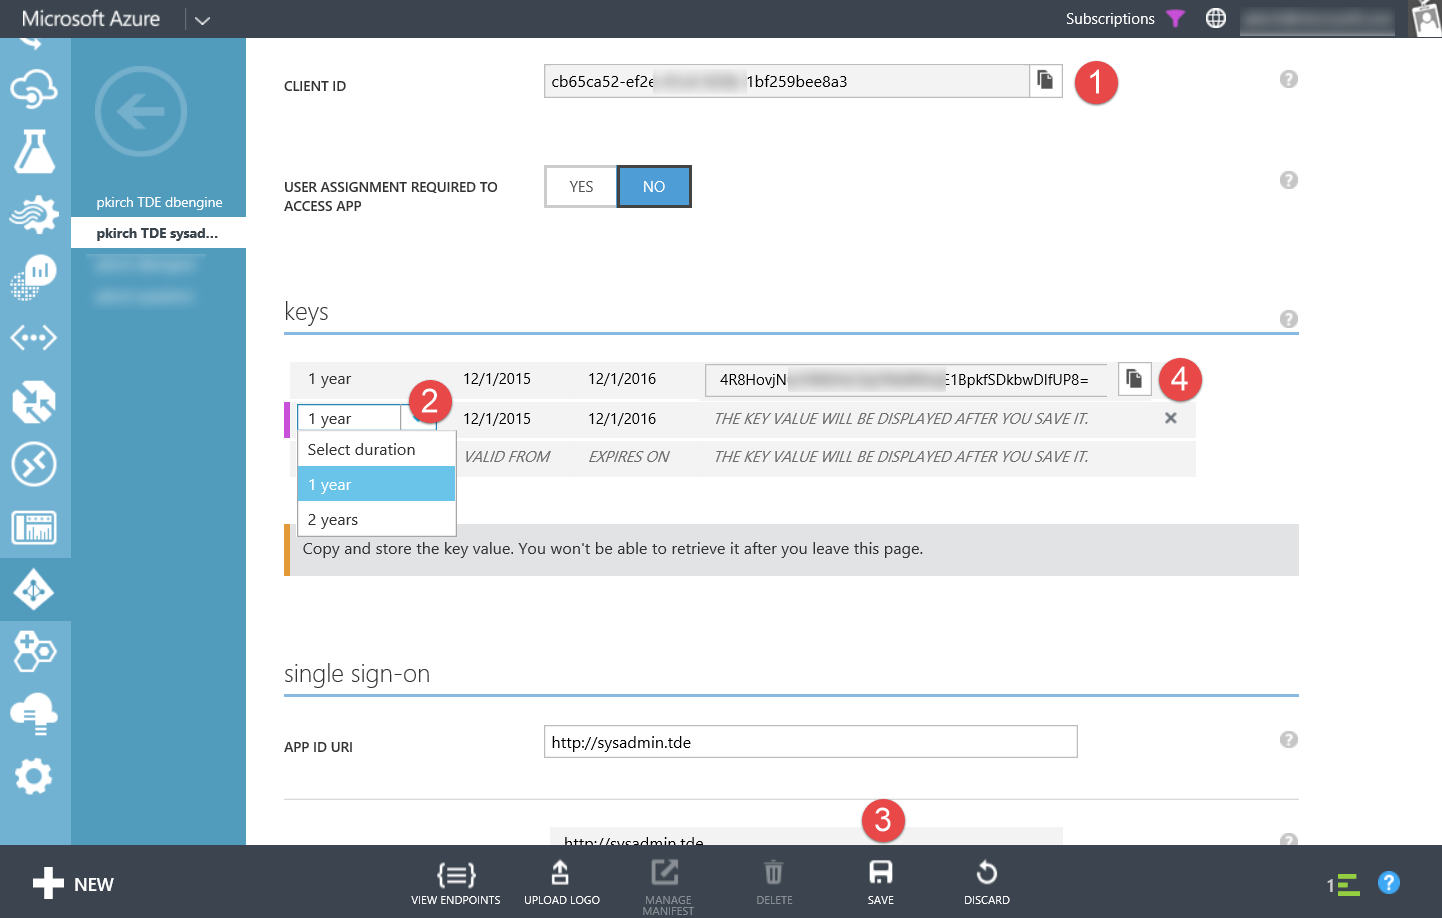 Microsoft Azure
Subscriptions
pkirch TDE dbengine
pkirch TDE sysad...
CLIENT ID
cb65ca52-ef2e 1bf259bee8a3
1
USER ASSIGNMENT REQUIRED TO
ACCESS APP
YES NO
keys
1 year 12/1/2015 12/1/2016 4R8HovjN E1BpkfSDkbwDIfUP8=
4
1 year 12/1/2015 12/1/2016 THE KEY VALUE WILL BE DISPLAYED AFTER YOU SAVE IT.
2
Select duration
VALID FROM EXPIRES ON THE KEY VALUE WILL BE DISPLAYED AFTER YOU SAVE IT.
1 year
2 years
Copy and store the key value. You won't be able to retrieve it after you leave this page.
single sign-on
APP ID URI
http://sysadmin.tde
3
http://sysadmin.tde
NEW
VIEW ENDPOINTS
UPLOAD LOGO
MANAGE
MANIFEST
DELETE
SAVE
DISCARD
1